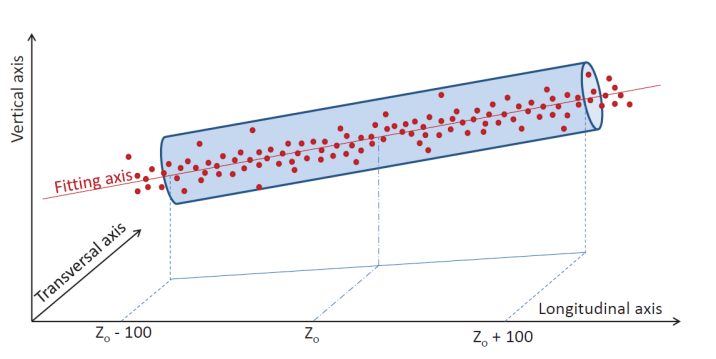 Vertical axis
Fitting axis
Transversal axis
Longitudinal axis
Zo - 100
Zo
Zo + 100